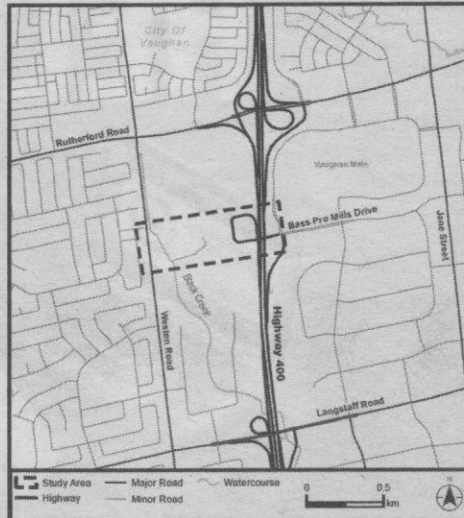 City Of
Vaughan
Rutherford Road
Vaughan Mills
Bass Pro Mills Drive
Jane Street
Black Creek
Weston Road
Highway 400
Langstaff Road
Study Area
Major Road
Watercourse
Highway
Minor Road
0
0.5
km
N